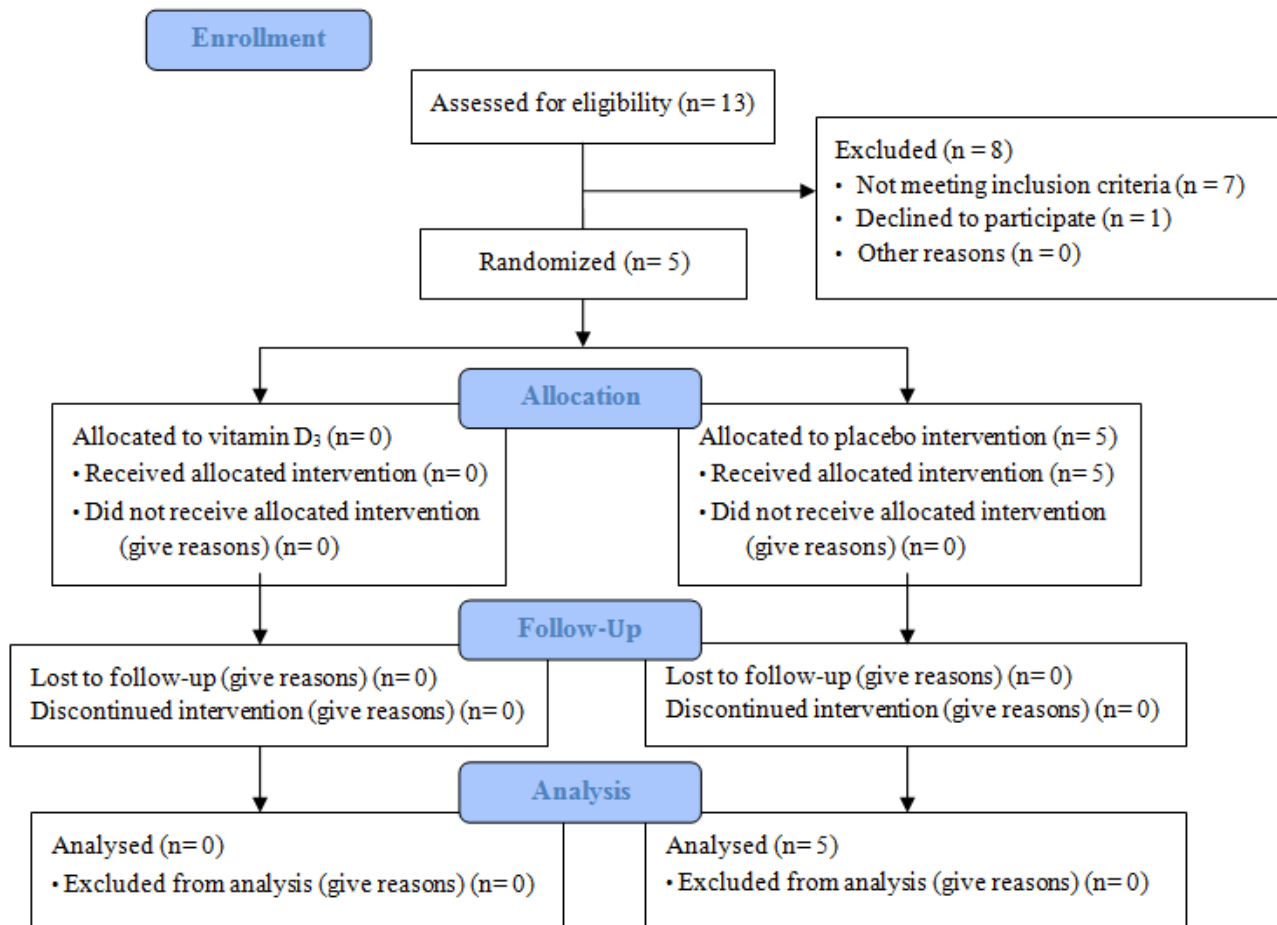 Enrollment
Assessed for eligibility (n= 13)
Excluded (n = 8)
• Not meeting inclusion criteria (n = 7)
• Declined to participate (n = 1)
• Other reasons (n = 0)
Randomized (n= 5)
Allocation
Allocated to vitamin D₃ (n= 0)
• Received allocated intervention (n= 0)
• Did not receive allocated intervention
(give reasons) (n= 0)
Allocated to placebo intervention (n= 5)
• Received allocated intervention (n= 5)
• Did not receive allocated intervention
(give reasons) (n= 0)
Follow-Up
Lost to follow-up (give reasons) (n= 0)
Discontinued intervention (give reasons) (n= 0)
Lost to follow-up (give reasons) (n= 0)
Discontinued intervention (give reasons) (n= 0)
Analysis
Analysed (n= 0)
• Excluded from analysis (give reasons) (n= 0)
Analysed (n= 5)
• Excluded from analysis (give reasons) (n= 0)